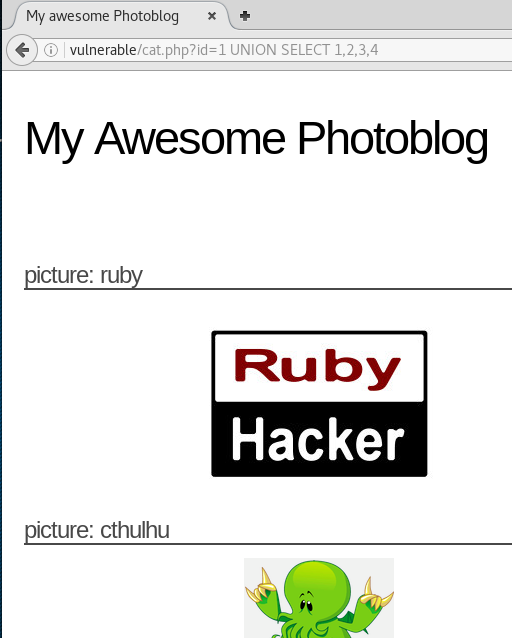 My awesome Photoblog
vulnerable/cat.php?id=1 UNION SELECT 1,2,3,4
My Awesome Photoblog
picture: ruby
Ruby
Hacker
picture: cthulhu